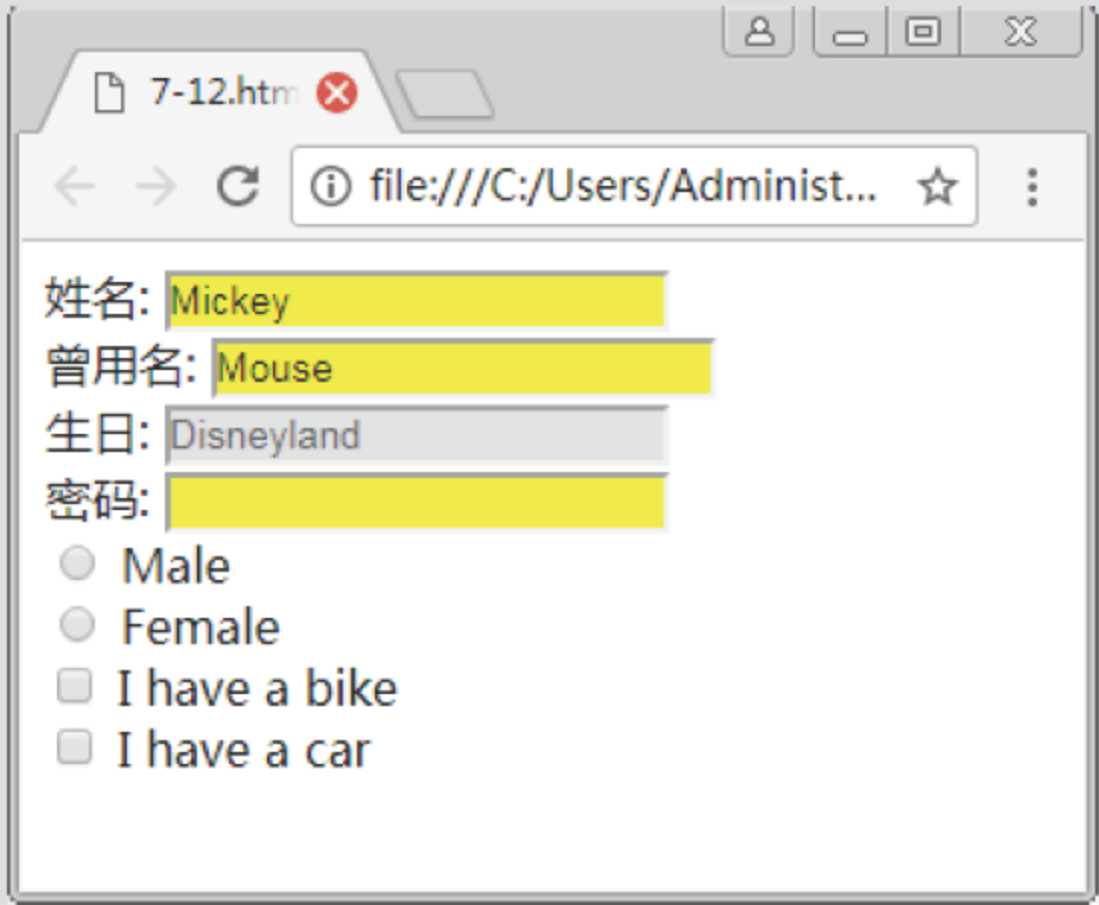 7-12.htm
file:///C:/Users/Administ...
姓名: Mickey
曾用名: Mouse
生日: Disneyland
密码:
Male
Female
I have a bike
I have a car